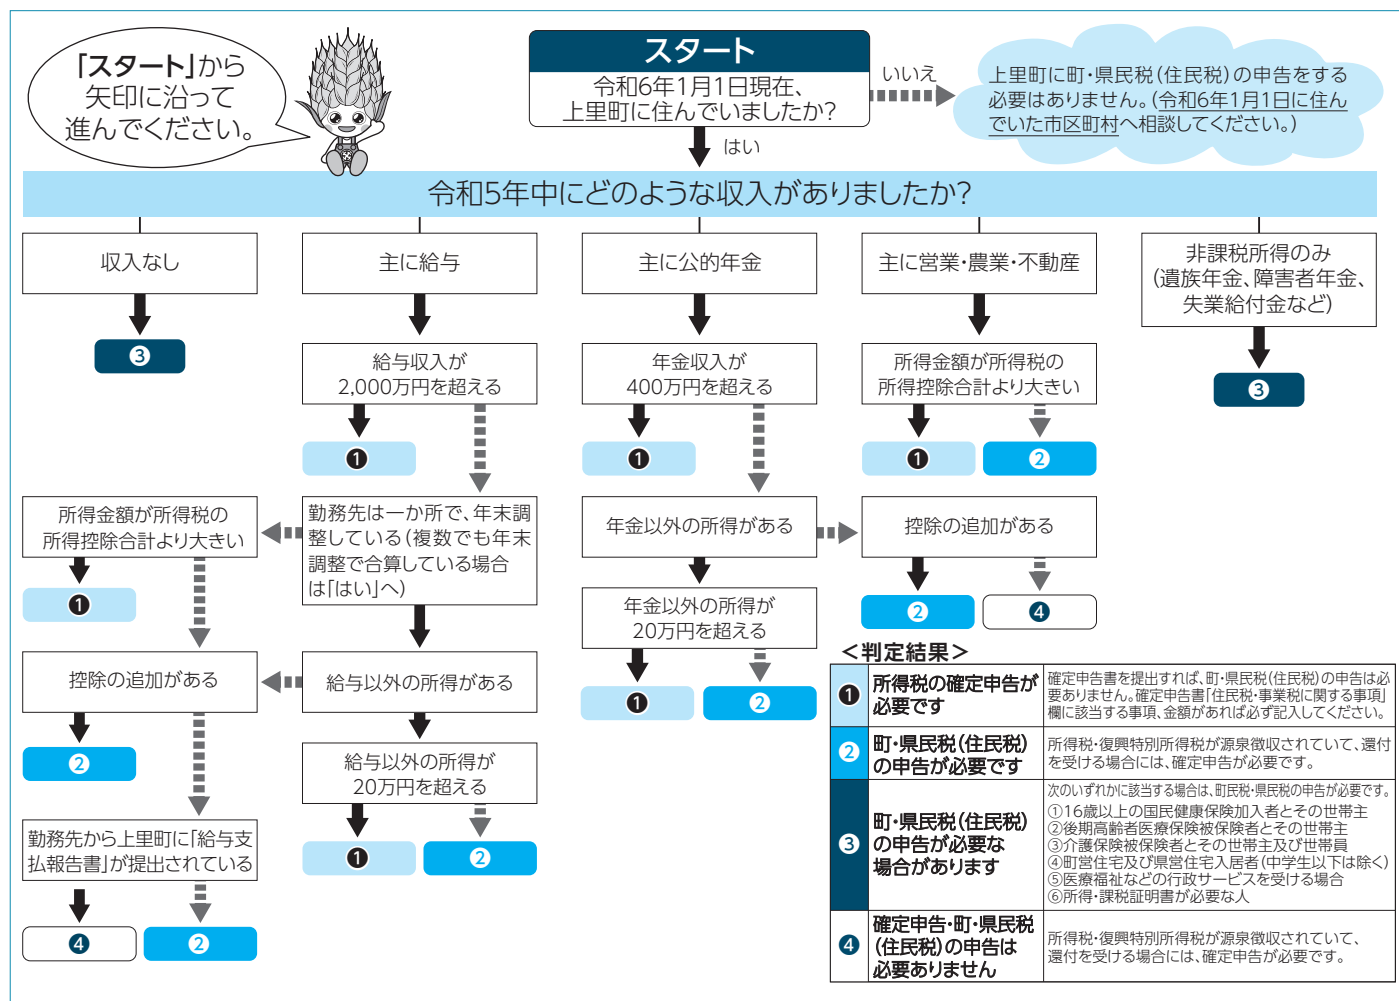 「スタート」から
矢印に沿って
進んでください。
スタート
令和6年1月1日現在、
上里町に住んでいましたか?
いいえ
上里町に町・県民税(住民税)の申告をする
必要はありません。(令和6年1月1日に住ん
でいた市区町村へ相談してください。)
はい
令和5年中にどのような収入がありましたか?
収入なし
主に給与
主に公的年金
主に営業・農業・不動産
非課税所得のみ
(遺族年金、障害者年金、
失業給付金など)
❸
給与収入が
2,000万円を超える
年金収入が
400万円を超える
所得金額が所得税の
所得控除合計より大きい
❸
❶
❶
❶
❷
所得金額が所得税の
所得控除合計より大きい
勤務先は一か所で、年末調
整している(複数でも年末
調整で合算している場合
は「はい」へ)
年金以外の所得がある
控除の追加がある
❶
年金以外の所得が
20万円を超える
❷
❹
控除の追加がある
給与以外の所得がある
❶
❷
❷
給与以外の所得が
20万円を超える
勤務先から上里町に「給与支
払報告書」が提出されている
❶
❷
❹
❷
<判定結果>
❶
所得税の確定申告が
必要です
確定申告書を提出すれば、町・県民税(住民税)の申告は必
要ありません。確定申告書「住民税・事業税に関する事項」
欄に該当する事項、金額があれば必ず記入してください。
❷
町・県民税(住民税)
の申告が必要です
所得税・復興特別所得税が源泉徴収されていて、還付
を受ける場合には、確定申告が必要です。
❸
町・県民税(住民税)
の申告が必要な
場合があります
次のいずれかに該当する場合は、町民税・県民税の申告が必要です。
①16歳以上の国民健康保険加入者とその世帯主
②後期高齢者医療保険被保険者とその世帯主
③介護保険被保険者とその世帯主及び世帯員
④町営住宅及び県営住宅入居者(中学生以下は除く)
⑤医療福祉などの行政サービスを受ける場合
⑥所得・課税証明書が必要な人
❹
確定申告・町・県民税
(住民税)の申告は
必要ありません
所得税・復興特別所得税が源泉徴収されていて、
還付を受ける場合には、確定申告が必要です。